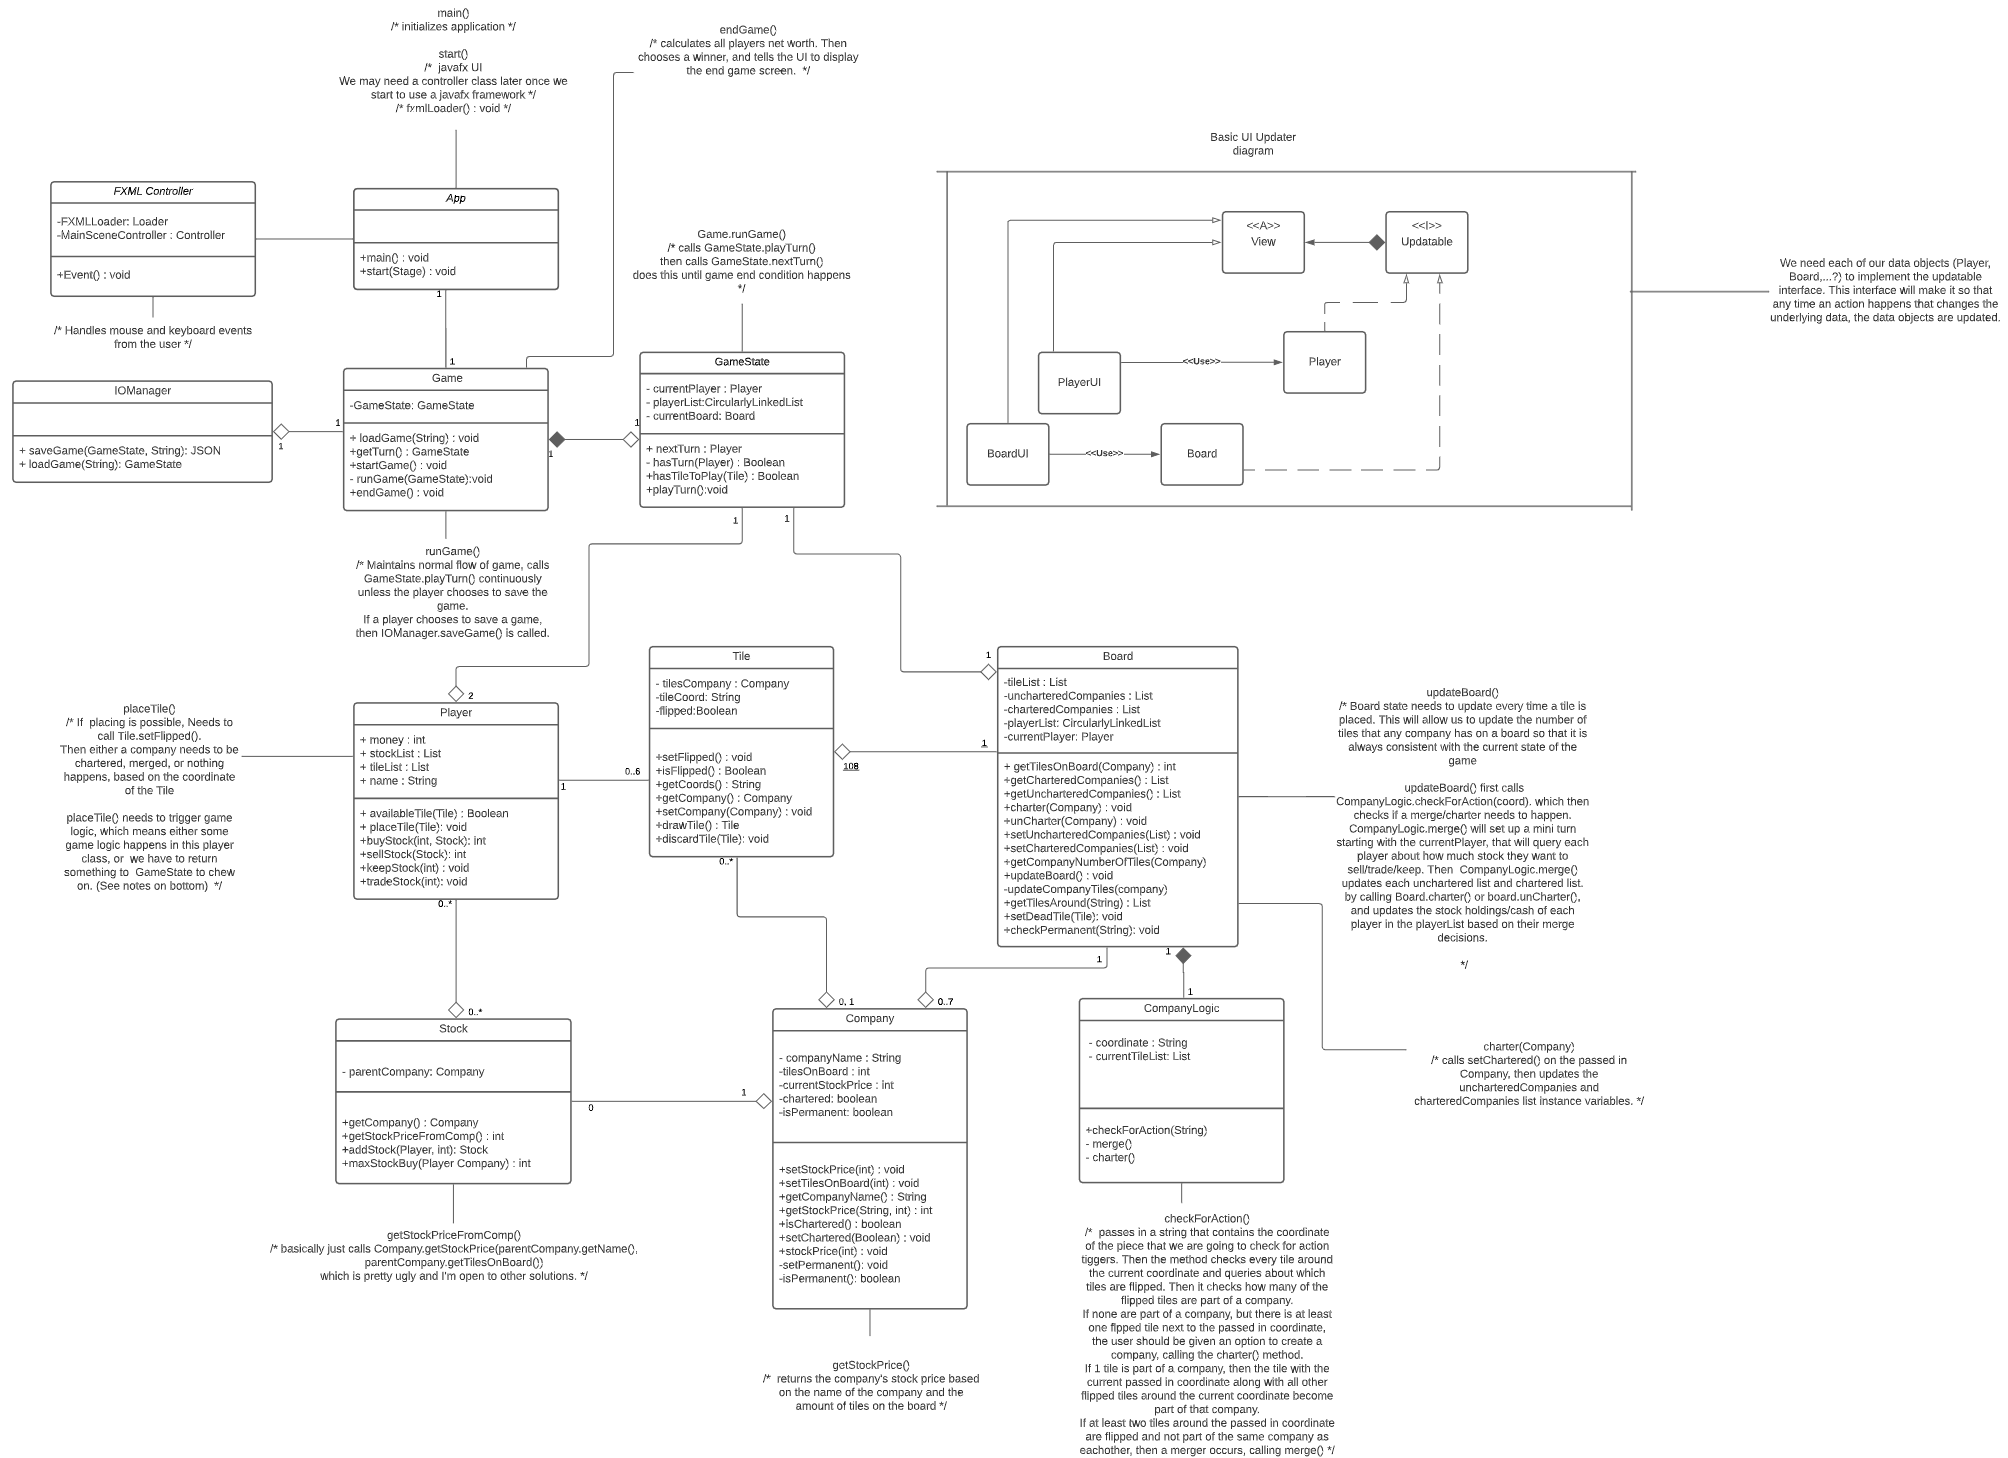 main()
/* initializes application */
start()
/*  javafx UI
We may need a controller class later once we
start to use a javafx framework */
/* fxmlLoader() : void */
endGame()
/* calculates all players net worth. Then
chooses a winner, and tells the UI to display
the end game screen.  */
FXML Controller
-FXMLLoader: Loader
-MainSceneController : Controller
+Event() : void
/* Handles mouse and keyboard events
from the user */
App
+main() : void
+start(Stage) : void
1
1
Game.runGame()
/* calls GameState.playTurn()
then calls GameState.nextTurn()
does this until game end condition happens
*/
Basic UI Updater
diagram
<<A>>
View
<<I>>
Updatable
PlayerUI
<<Use>>
Player
BoardUI
<<Use>>
Board
We need each of our data objects (Player,
Board,...?) to implement the updatable
interface. This interface will make it so that
any time an action happens that changes the
underlying data, the data objects are updated.
IOManager
+ saveGame(GameState, String): JSON
+ loadGame(String): GameState
1
1
Game
-GameState: GameState
+ loadGame(String) : void
+getTurn() : GameState
+startGame() : void
- runGame(GameState):void
+endGame() : void
1
1
GameState
- currentPlayer : Player
- playerList:CircularlyLinkedList
- currentBoard: Board
+ nextTurn : Player
- hasTurn(Player) : Boolean
+hasTileToPlay(Tile) : Boolean
+playTurn():void
1
1
runGame()
/* Maintains normal flow of game, calls
GameState.playTurn() continuously
unless the player chooses to save the
game.
If a player chooses to save a game,
then IOManager.saveGame() is called.
placeTile()
/* If  placing is possible, Needs to
call Tile.setFlipped().
Then either a company needs to be
chartered, merged, or nothing
happens, based on the coordinate
of the Tile
placeTile() needs to trigger game
logic, which means either some
game logic happens in this player
class, or  we have to return
something to  GameState to chew
on. (See notes on bottom)  */
2
Player
+ money : int
+ stockList : List
+ tileList : List
+ name : String
+ availableTile(Tile) : Boolean
+ placeTile(Tile): void
+buyStock(int, Stock): int
+sellStock(Stock): int
+keepStock(int) : void
+tradeStock(int): void
1
0..6
0..*
Tile
- tilesCompany : Company
-tileCoord: String
-flipped:Boolean
+setFlipped() : void
+isFlipped() : Boolean
+getCoords() : String
+getCompany() : Company
+setCompany(Company) : void
+drawTile() : Tile
+discardTile(Tile): void
0..*
1
1
Board
-tileList : List
-unchareredCompanies : List
-charteredCompanies : List
-playerList: CircularlyLinkedList
-currentPlayer: Player
+ getTilesOnBoard(Company) : int
+getCharteredCompanies() : List
+getUncharteredCompanies() : List
+charter(Company) : void
+unCharter(Company) : void
+setUncharteredCompanies(List) : void
+setCharteredCompanies(List) : void
+getCompanyNumberOfTiles(Company)
+updateBoard() : void
-updateCompanyTiles(company)
+getTilesAround(String) : List
+setDeadTile(Tile): void
+checkPermanent(String): void
1
1
updateBoard()
/* Board state needs to update every time a tile is
placed. This will allow us to update the number of
tiles that any company has on a board so that it is
always consistent with the current state of the
game
updateBoard() first calls
CompanyLogic.checkForAction(coord). which then
checks if a merge/charter needs to happen.
CompanyLogic.merge() will set up a mini turn
starting with the currentPlayer, that will query each
player about how much stock they want to
sell/trade/keep. Then  CompanyLogic.merge()
updates each unchartered list and chartered list.
by calling Board.charter() or board.unCharter(),
and updates the stock holdings/cash of each
player in the playerList based on their merge
decisions.
*/
0..*
Stock
- parentCompany: Company
+getCompany() : Company
+getStockPriceFromComp() : int
+addStock(Player, int): Stock
+maxStockBuy(Player Company) : int
0
1
getStockPriceFromComp()
/* basically just calls Company.getStockPrice(parentCompany.getName(),
parentCompany.getTilesOnBoard())
which is pretty ugly and I'm open to other solutions. */
0, 1
0..7
Company
- companyName : String
-tilesOnBoard : int
-currentStockPrice : int
-chartered: boolean
-isPermanent: boolean
+setStockPrice(int) : void
+setTilesOnBoard(int) : void
+getCompanyName() : String
+getStockPrice(String, int) : int
+isChartered() : boolean
+setChartered(Boolean) : void
+stockPrice(int) : void
-setPermanent(): void
-isPermanent(): boolean
getStockPrice()
/*  returns the company's stock price based
on the name of the company and the
amount of tiles on the board */
1
CompanyLogic
- coordinate : String
- currentTileList: List
+checkForAction(String)
- merge()
- charter()
charter(Company)
/* calls setChartered() on the passed in
Company, then updates the
unchareredCompanies and
charteredCompanies list instance variables. */
checkForAction()
/*  passes in a string that contains the coordinate
of the piece that we are going to check for action
tiggers. Then the method checks every tile around
the current coordinate and queries about which
tiles are flipped. Then it checks how many of the
flipped tiles are part of a company.
If none are part of a company, but there is at least
one flpped tile next to the passed in coordinate,
the user should be given an option to create a
company, calling the charter() method.
If 1 tile is part of a company, then the tile with the
current passed in coordinate along with all other
flipped tiles around the current coordinate become
part of that company.
If at least two tiles around the passed in coordinate
are flipped and not part of the same company as
eachother, then a merger occurs, calling merge() */